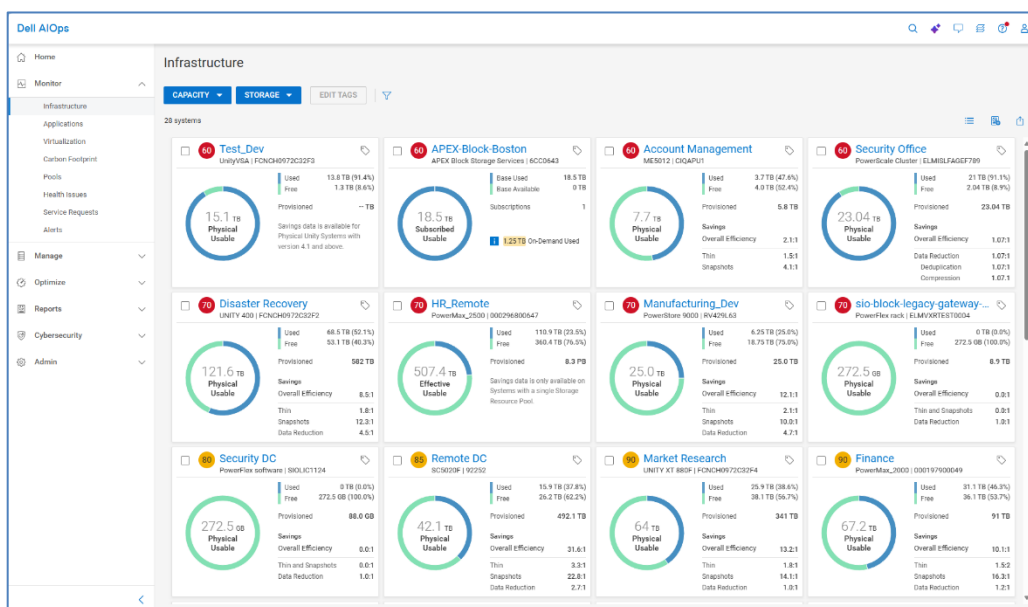 Dell AIOps
Home
Monitor
Infrastructure
Applications
Virtualization
Carbon Footprint
Pools
Health Issues
Service Requests
Alerts
Manage
Optimize
Reports
Cybersecurity
Admin
Infrastructure
CAPACITY STORAGE EDIT TAGS
28 systems
60 Test_Dev
UnityVSA | FCNCH0972C32F3
15.1 TB
Physical
Usable
Used 13.8 TB (91.4%)
Free 1.3 TB (8.6%)
Provisioned -- TB
Savings data is available for
Physical Unity Systems with
version 4.1 and above.
60 APEX-Block-Boston
APEX Block Storage Services | 6CC0643
18.5 TB
Subscribed
Usable
Base Used 18.5 TB
Base Available 0 TB
Subscriptions 1
1.25 TB On-Demand Used
60 Account Management
ME5012 | CIQAPU1
7.7 TB
Physical
Usable
Used 3.7 TB (47.6%)
Free 4.0 TB (52.4%)
Provisioned 5.8 TB
Savings
Overall Efficiency 2.1:1
Thin 1.5:1
Snapshots 4.1:1
60 Security Office
PowerScale Cluster | ELMISLFAGEF789
23.04 TB
Physical
Usable
Used 21 TB (91.1%)
Free 2.04 TB (8.9%)
Provisioned 23.04 TB
Savings
Overall Efficiency 1.07:1
Data Reduction 1.07:1
Deduplication 1.07:1
Compression 1.07:1
70 Disaster Recovery
UNITY 400 | FCNCH0972C32F2
121.6 TB
Physical
Usable
Used 68.5 TB (52.1%)
Free 53.1 TB (40.3%)
Provisioned 582 TB
Savings
Overall Efficiency 8.5:1
Thin 1.8:1
Snapshots 12.3:1
Data Reduction 4.5:1
70 HR_Remote
PowerMax_2500 | 000296800647
507.4 TB
Effective
Usable
Used 110.9 TB (23.5%)
Free 360.4 TB (76.5%)
Provisioned 8.3 PB
Savings data is only available on
Systems with a single Storage
Resource Pool
70 Manufacturing_Dev
PowerStore 9000 | RV429L63
25.0 TB
Physical
Usable
Used 6.25 TB (25.0%)
Free 18.75 TB (75.0%)
Provisioned 25.0 TB
Savings
Overall Efficiency 12.1:1
Thin 2.1:1
Snapshots 10.0:1
Data Reduction 4.7:1
70 sio-block-legacy-gateway-...
PowerFlex rack | ELMVXRTEST0004
272.5 GB
Physical
Usable
Used 0 TB (0.0%)
Free 272.5 GB (100.0%)
Provisioned 8.9 TB
Savings
Overall Efficiency 0.0:1
Thin and Snapshots 0.0:1
Data Reduction 1.0:1
80 Security DC
PowerFlex software | SIOLIC1124
272.5 GB
Physical
Usable
Used 0 TB (0.0%)
Free 272.5 GB (100.0%)
Provisioned 88.0 GB
Savings
Overall Efficiency 0.0:1
Thin and Snapshots 0.0:1
Data Reduction 1.0:1
85 Remote DC
SC5020F | 92252
42.1 TB
Physical
Usable
Used 15.9 TB (37.8%)
Free 26.2 TB (62.2%)
Provisioned 492.1 TB
Savings
Overall Efficiency 31.6:1
Thin 3.3:1
Snapshots 22.8:1
Data Reduction 2.7:1
90 Market Research
UNITY XT 880F | FCNCH0972C32F4
64 TB
Physical
Usable
Used 25.9 TB (38.6%)
Free 38.1 TB (56.7%)
Provisioned 341 TB
Savings
Overall Efficiency 13.2:1
Thin 1.8:1
Snapshots 14.1:1
Data Reduction 1.0:1
90 Finance
PowerMax_2000 | 000197900049
67.2 TB
Physical
Usable
Used 31.1 TB (46.3%)
Free 36.1 TB (53.7%)
Provisioned 91 TB
Savings
Overall Efficiency 10.1:1
Thin 1.5:2
Snapshots 16.3:1
Data Reduction 1.2:1